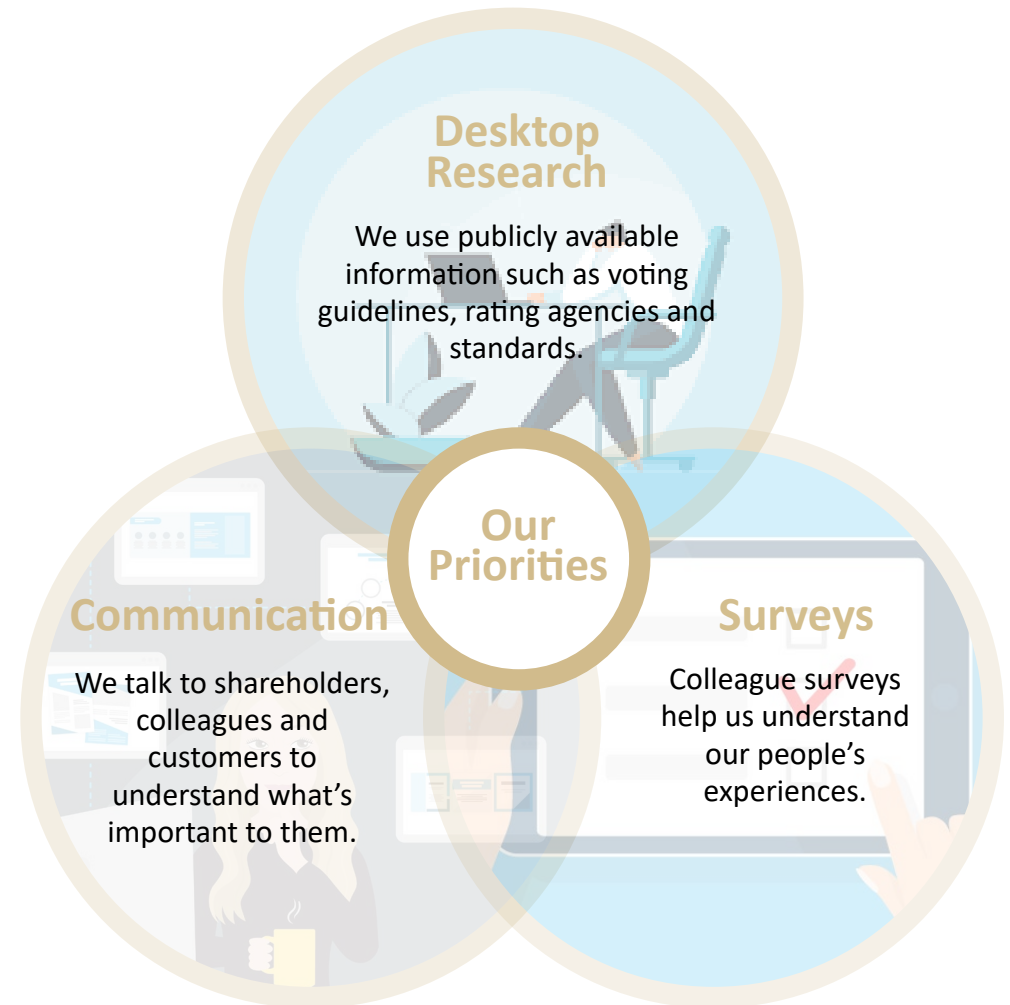 Desktop
Research
We use publicly available
information such as voting
guidelines, rating agencies and
standards.
Our
Priorities
Communication
We talk to shareholders,
colleagues and
customers to
understand what’s
important to them.
Surveys
Colleague surveys
help us understand
our people’s
experiences.